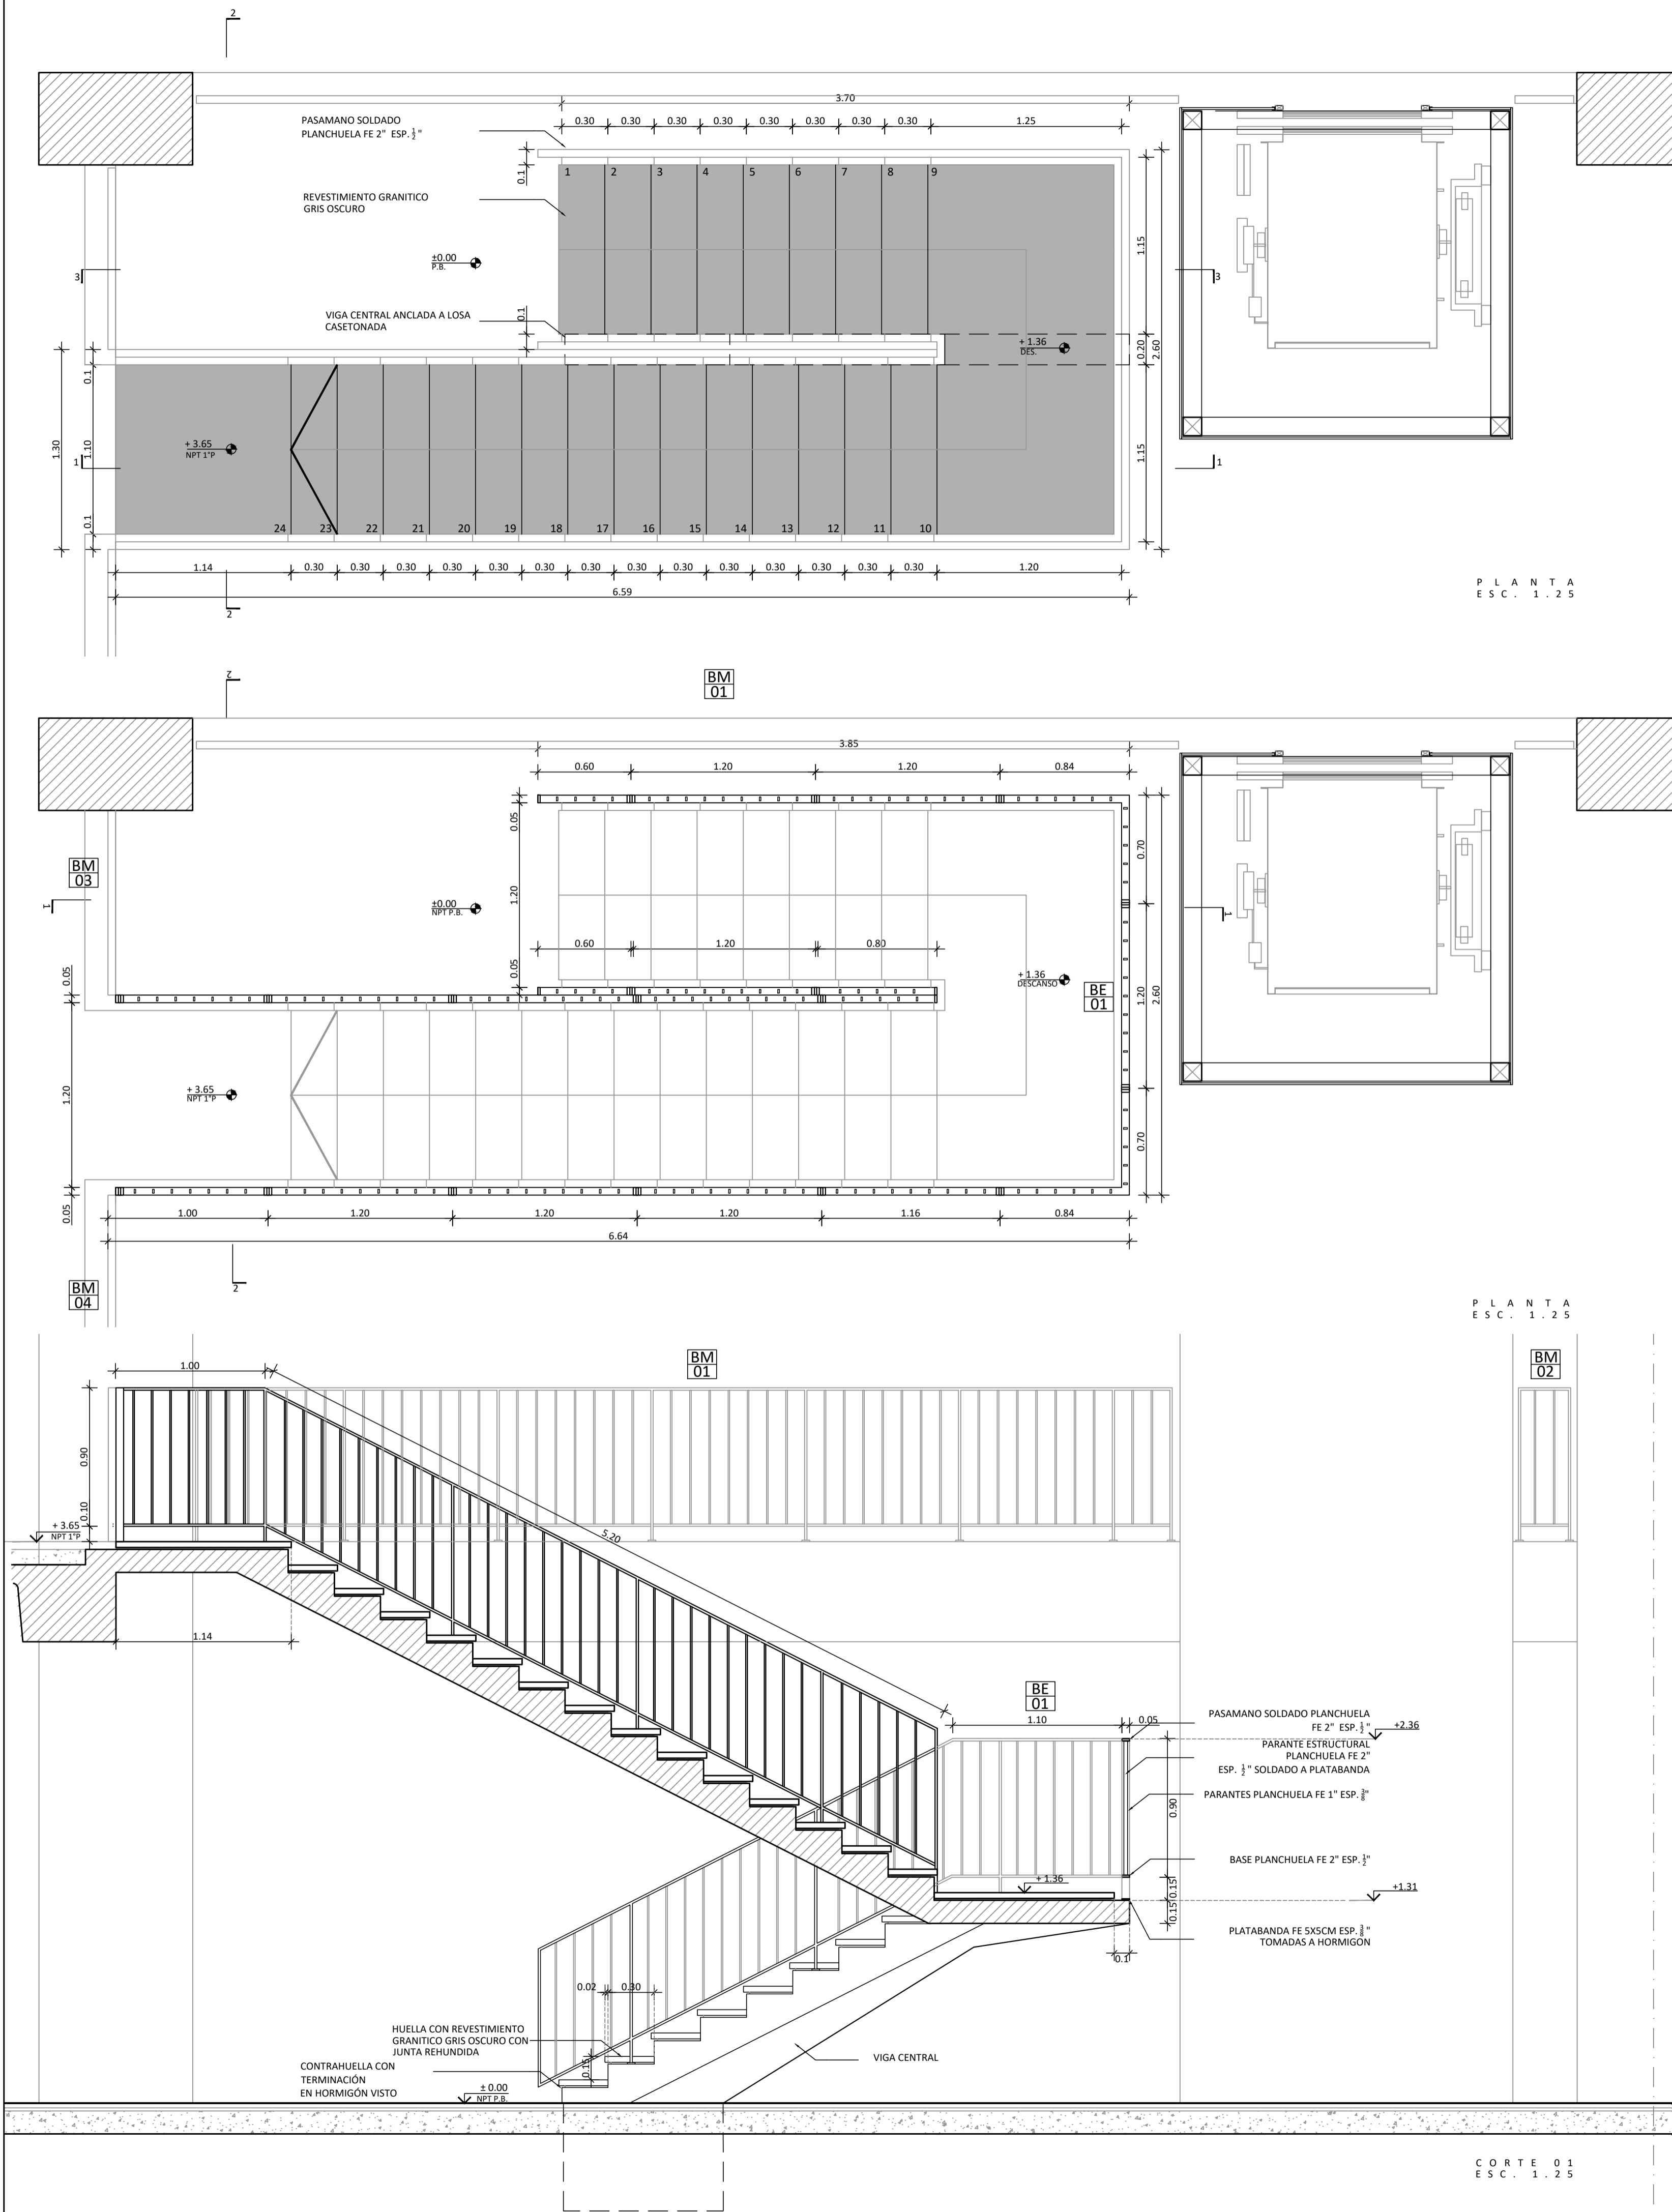 2
3.70
PASAMANO SOLDADO
PLANCHUELA FE 2" ESP. ½"
0.30 0.30 0.30 0.30 0.30 0.30 0.30 0.30 1.25
0.1
1 2 3 4 5 6 7 8 9
REVESTIMIENTO GRANITICO
GRIS OSCURO
±0.00
P.B.
1.15
3
3
VIGA CENTRAL ANCLADA A LOSA
CASETONADA
0.1
+ 1.36
DES.
0.20
2.60
0.1
1.30
1.10
+ 3.65
NPT 1°P
1
1
1.15
0.1
24 23 22 21 20 19 18 17 16 15 14 13 12 11 10
1.14 0.30 0.30 0.30 0.30 0.30 0.30 0.30 0.30 0.30 0.30 0.30 0.30 0.30 0.30 1.20
6.59
2
PLANTA
ESC. 1.25
2
BM
01
3.85
0.60 1.20 1.20 0.84
0.05
0.70
BM
03
1
1
±0.00
NPT P.B.
1.20
0.60 1.20 0.80
0.05
0.05
+ 1.36
DESCANSO
BE
01
1.20
2.60
+ 3.65
NPT 1°P
1.20
0.70
0.05
1.00 1.20 1.20 1.20 1.16 0.84
6.64
2
BM
04
PLANTA
ESC. 1.25
BM
01
BM
02
1.00
0.90
0.10
+ 3.65
NPT 1°P
5.20
1.14
BE
01
1.10 0.05
PASAMANO SOLDADO PLANCHUELA
FE 2" ESP. ½"
+2.36
PARANTE ESTRUCTURAL
PLANCHUELA FE 2"
ESP. ½" SOLDADO A PLATABANDA
PARANTES PLANCHUELA FE 1" ESP. ⅜"
0.90
BASE PLANCHUELA FE 2" ESP. ½"
+ 1.36
0.15
+1.31
0.15
PLATABANDA FE 5X5CM ESP. ⅜"
TOMADAS A HORMIGON
0.1
0.02 0.30
HUELLA CON REVESTIMIENTO
GRANITICO GRIS OSCURO CON
JUNTA REHUNDIDA
0.15
VIGA CENTRAL
CONTRAHUELLA CON
TERMINACIÓN
EN HORMIGÓN VISTO
± 0.00
NPT P.B.
CORTE 01
ESC. 1.25